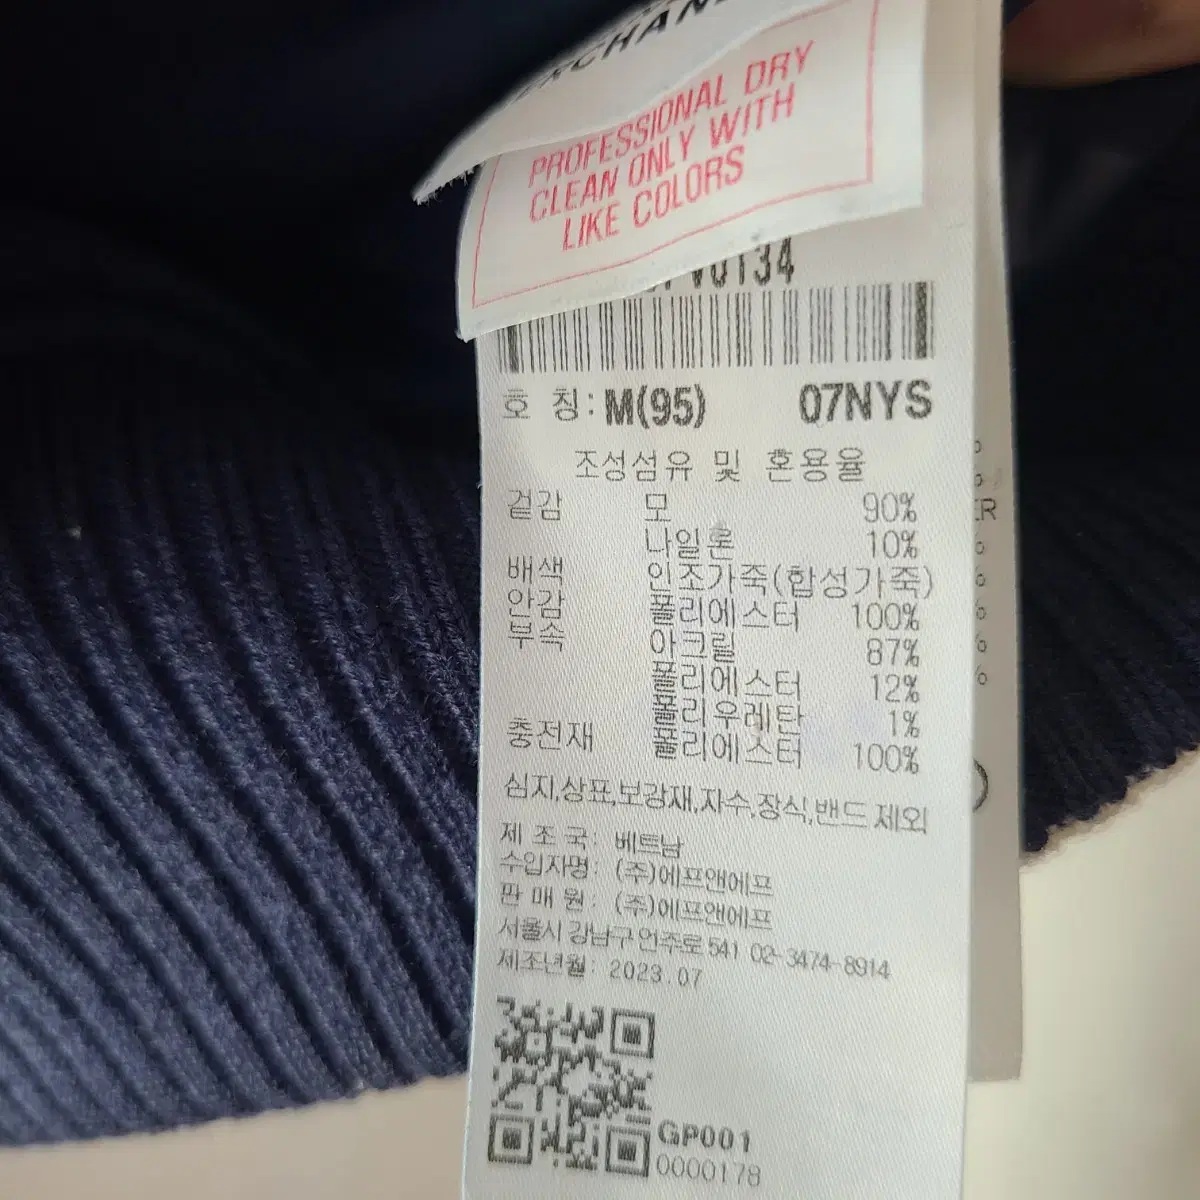 PROFESSIONAL DRY
CLEAN ONLY WITH
LIKE COLORS
호 칭: M(95) 07NYS
조성섬유 및 혼용율
겉감 모 90%
나일론 10%
배색 인조가죽(합성가죽)
안감 폴리에스터 100%
부속 아크릴 87%
폴리에스터 12%
폴리우레탄 1%
충전재 폴리에스터 100%
심지,상표,보강재,자수,장식,밴드 제외
제 조 국: 베트남
수입자명: (주)에프앤에프
판 매 원: (주)에프앤에프
서울시 강남구 언주로 541 02-3474-8914
제조년월: 2023.07
GP001
0000178